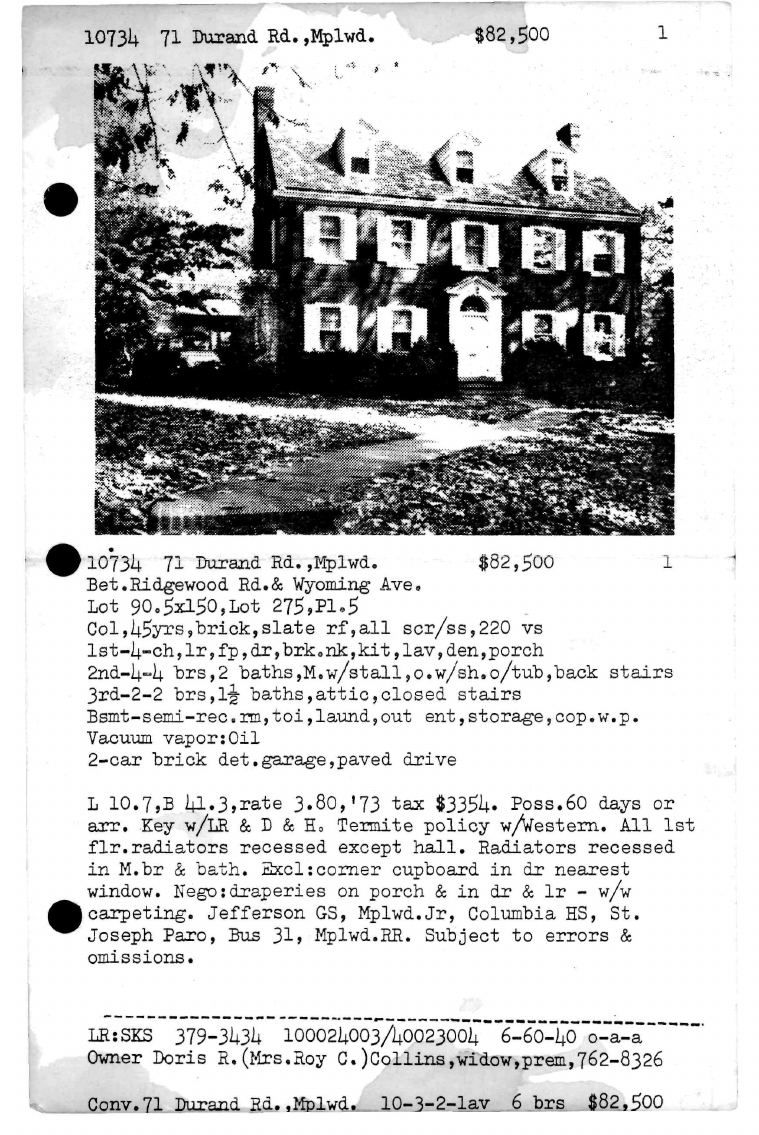 10734 71 Durand Rd.,Mplwd. $82,500 1
10734 71 Durand Rd.,Mplwd. $82,500 1
Bet.Ridgewood Rd.& Wyoming Ave.
Lot 90.5x150,Lot 275,Pl.5
Col,45yrs,brick,slate rf,all scr/ss,220 vs
1st-4-ch,lr,fp,dr,brk.nk,kit,lav,den,porch
2nd-4-4 brs,2 baths,M.w/stall,o.w/sh.o/tub,back stairs
3rd-2-2 brs,1½ baths,attic,closed stairs
Bsmt-semi-rec.rm,toi,laund,out ent,storage,cop.w.p.
Vacuum vapor:Oil
2-car brick det.garage,paved drive
L 10.7,B 41.3,rate 3.80,'73 tax $3354. Poss.60 days or
arr. Key w/LR & D & H. Termite policy w/Western. All 1st
flr.radiators recessed except hall. Radiators recessed
in M.br & bath. Excl:corner cupboard in dr nearest
window. Nego:draperies on porch & in dr & lr - w/w
carpeting. Jefferson GS, Mplwd.Jr, Columbia HS, St.
Joseph Paro, Bus 31, Mplwd.RR. Subject to errors &
omissions.
LR:SKS 379-3434 100024003/40023004 6-60-40 o-a-a
Owner Doris R.(Mrs.Roy C.)Collins,widow,prem,762-8326
Conv.71 Durand Rd.,Mplwd. 10-3-2-lav 6 brs $82,500